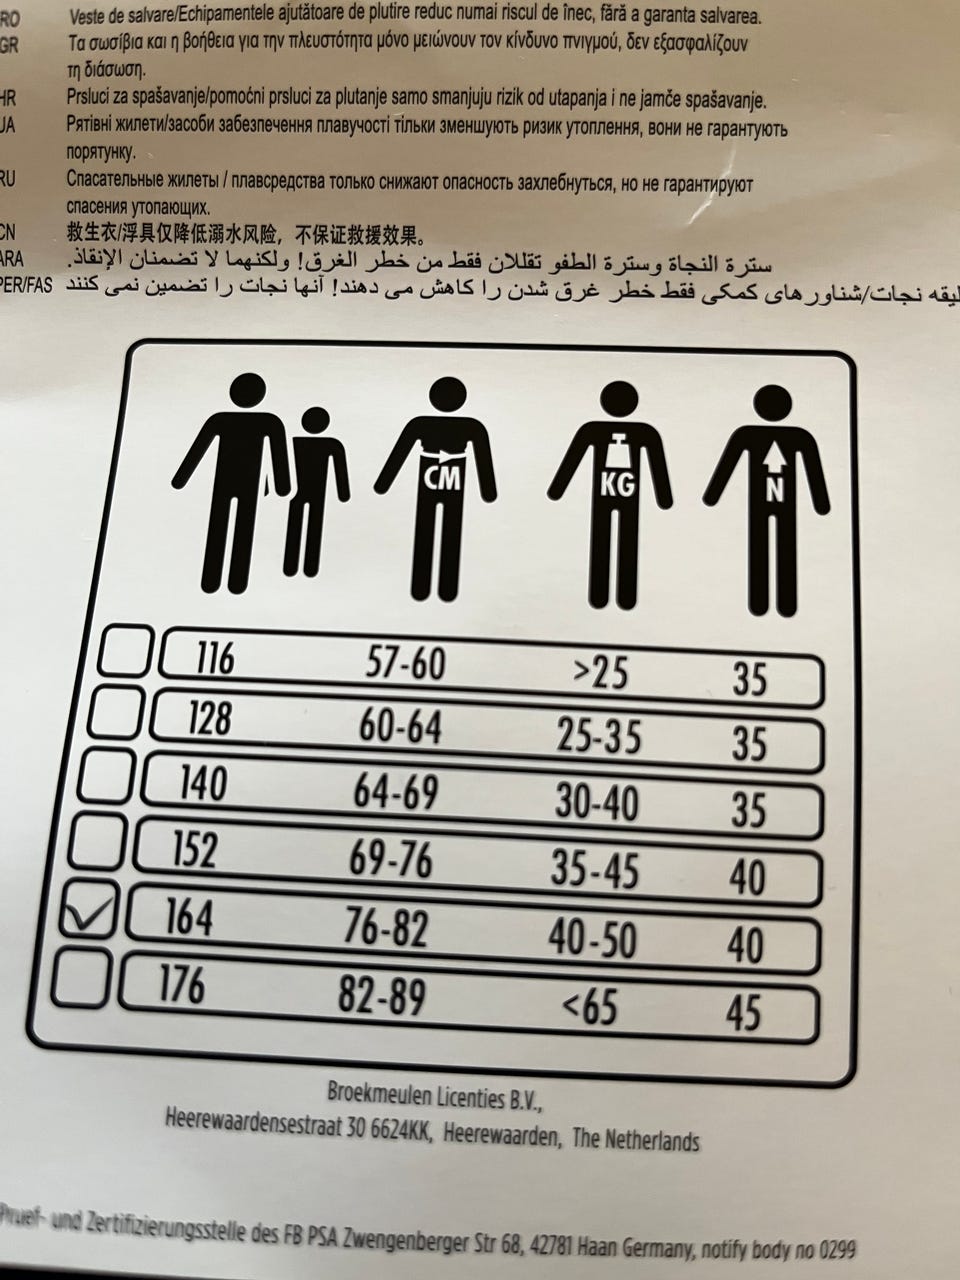 RO Veste de salvare/Echipamentele ajutătoare de plutire reduc numai riscul de înec, fără a garanta salvarea.
GR Τα σωσίβια και η βοήθεια για την πλευστότητα μόνο μειώνουν τον κίνδυνο πνιγμού, δεν εξασφαλίζουν
τη διάσωση.
HR Prsluci za spašavanje/pomoćni prsluci za plutanje samo smanjuju rizik od utapanja i ne jamče spašavanje.
UA Рятівні жилети/засоби забезпечення плавучості тільки зменшують ризик утоплення, вони не гарантують
порятунку.
RU Спасательные жилеты / плавсредства только снижают опасность захлебнуться, но не гарантируют
спасения утопающих.
CN 救生衣/浮具仅降低溺水风险，不保证救援效果。
ARA سترة النجاة وسترة الطفو تقللان فقط من خطر الغرق! ولكنهما لا تضمنان الإنقاذ.
PER/FAS نجات/شناور های کمکی فقط خطر غرق شدن را کاهش می دهند! آنها نجات را تضمین نمی کنند
CM KG N
116 57-60 >25 35
128 60-64 25-35 35
140 64-69 30-40 35
152 69-76 35-45 40
164 76-82 40-50 40
176 82-89 <65 45
Broekmeulen Licenties B.V.,
Heerewaardensestraat 30 6624KK, Heerewaarden, The Netherlands
Pruef- und Zertifizierungsstelle des FB PSA Zwengenberger Str 68, 42781 Haan Germany, notify body no 0299